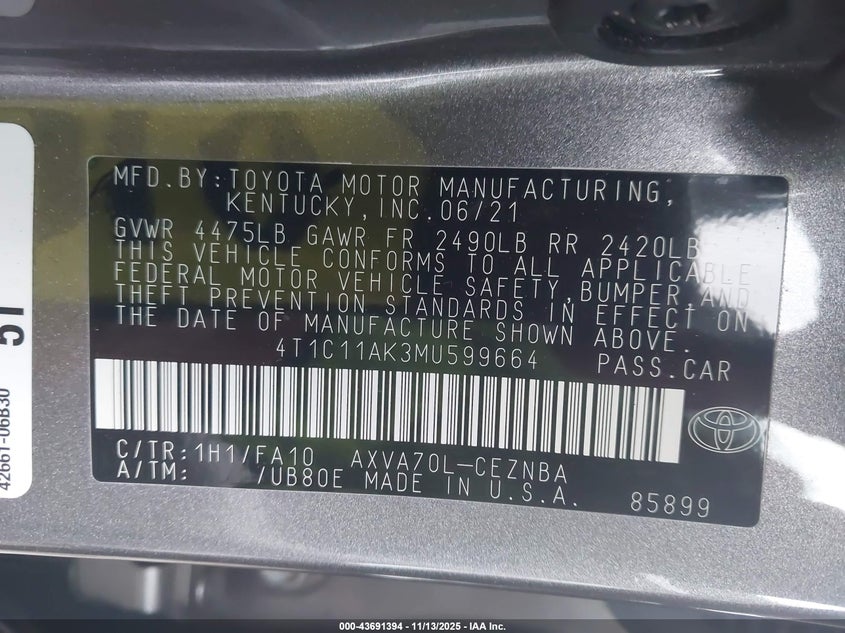 MFD.BY:TOYOTA MOTOR MANUFACTURING,
KENTUCKY,INC.06/21
GVWR 4475LB GAWR FR 2490LB RR 2420LB
THIS VEHICLE CONFORMS TO ALL APPLICABLE
FEDERAL MOTOR VEHICLE SAFETY,BUMPER,AND
THEFT PREVENTION STANDARDS IN EFFECT ON
THE DATE OF MANUFACTURE SHOWN ABOVE.
4T1C11AK3MU599664 PASS.CAR
C/TR:1H1/FA10 AXVA70L-CEZNBA
A/TM: /UB80E MADE IN U.S.A. 85899
51
42661-06B30
000-43691394 - 11/13/2025 - IAA Inc.